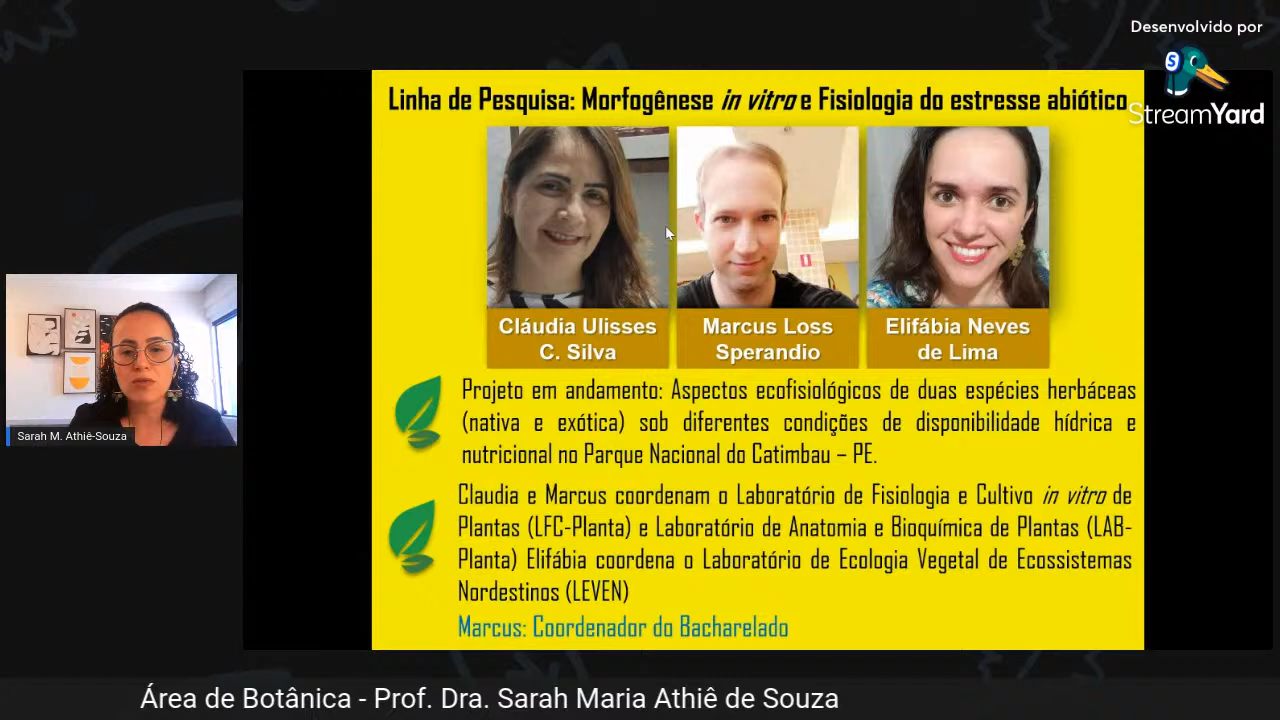 Desenvolvido por
StreamYard
Linha de Pesquisa: Morfogênese in vitro e Fisiologia do estresse abiótico
Cláudia Ulisses
C. Silva
Marcus Loss
Sperandio
Elifábia Neves
de Lima
Projeto em andamento: Aspectos ecofisiológicos de duas espécies herbáceas
(nativa e exótica) sob diferentes condições de disponibilidade hídrica e
nutricional no Parque Nacional do Catimbau – PE.
Claudia e Marcus coordenam o Laboratório de Fisiologia e Cultivo in vitro de
Plantas (LFC-Planta) e Laboratório de Anatomia e Bioquímica de Plantas (LAB-
Planta) Elifábia coordena o Laboratório de Ecologia Vegetal de Ecossistemas
Nordestinos (LEVEN)
Marcus: Coordenador do Bacharelado
Sarah M. Athiê-Souza
Área de Botânica - Prof. Dra. Sarah Maria Athiê de Souza